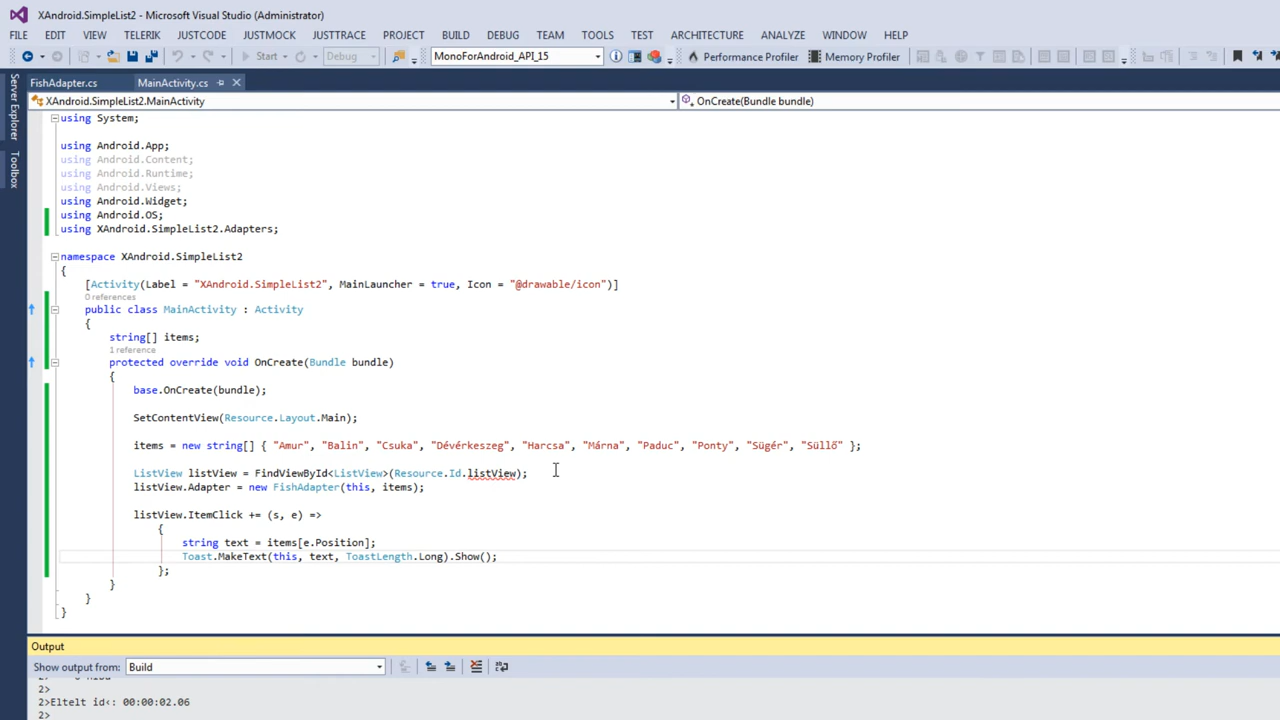 XAndroid.SimpleList2 - Microsoft Visual Studio (Administrator)
FILE EDIT VIEW TELERIK JUSTCODE JUSTMOCK JUSTTRACE PROJECT BUILD DEBUG TEAM TOOLS TEST ARCHITECTURE ANALYZE WINDOW HELP
Start Debug MonoForAndroid_API_15 Performance Profiler Memory Profiler
Server Explorer
Toolbox
FishAdapter.cs MainActivity.cs
XAndroid.SimpleList2.MainActivity OnCreate(Bundle bundle)
using System;
using Android.App;
using Android.Content;
using Android.Runtime;
using Android.Views;
using Android.Widget;
using Android.OS;
using XAndroid.SimpleList2.Adapters;
namespace XAndroid.SimpleList2
{
[Activity(Label = "XAndroid.SimpleList2", MainLauncher = true, Icon = "@drawable/icon")]
0 references
public class MainActivity : Activity
{
string[] items;
1 reference
protected override void OnCreate(Bundle bundle)
{
base.OnCreate(bundle);
SetContentView(Resource.Layout.Main);
items = new string[] { "Amur", "Balin", "Csuka", "Dévérkeszeg", "Harcsa", "Márna", "Paduc", "Ponty", "Sügér", "Süllő" };
ListView listView = FindViewById<ListView>(Resource.Id.listView);
listView.Adapter = new FishAdapter(this, items);
listView.ItemClick += (s, e) =>
{
string text = items[e.Position];
Toast.MakeText(this, text, ToastLength.Long).Show();
};
}
}
}
Output
Show output from: Build
2>
2>Eltelt id‹: 00:00:02.06
2>